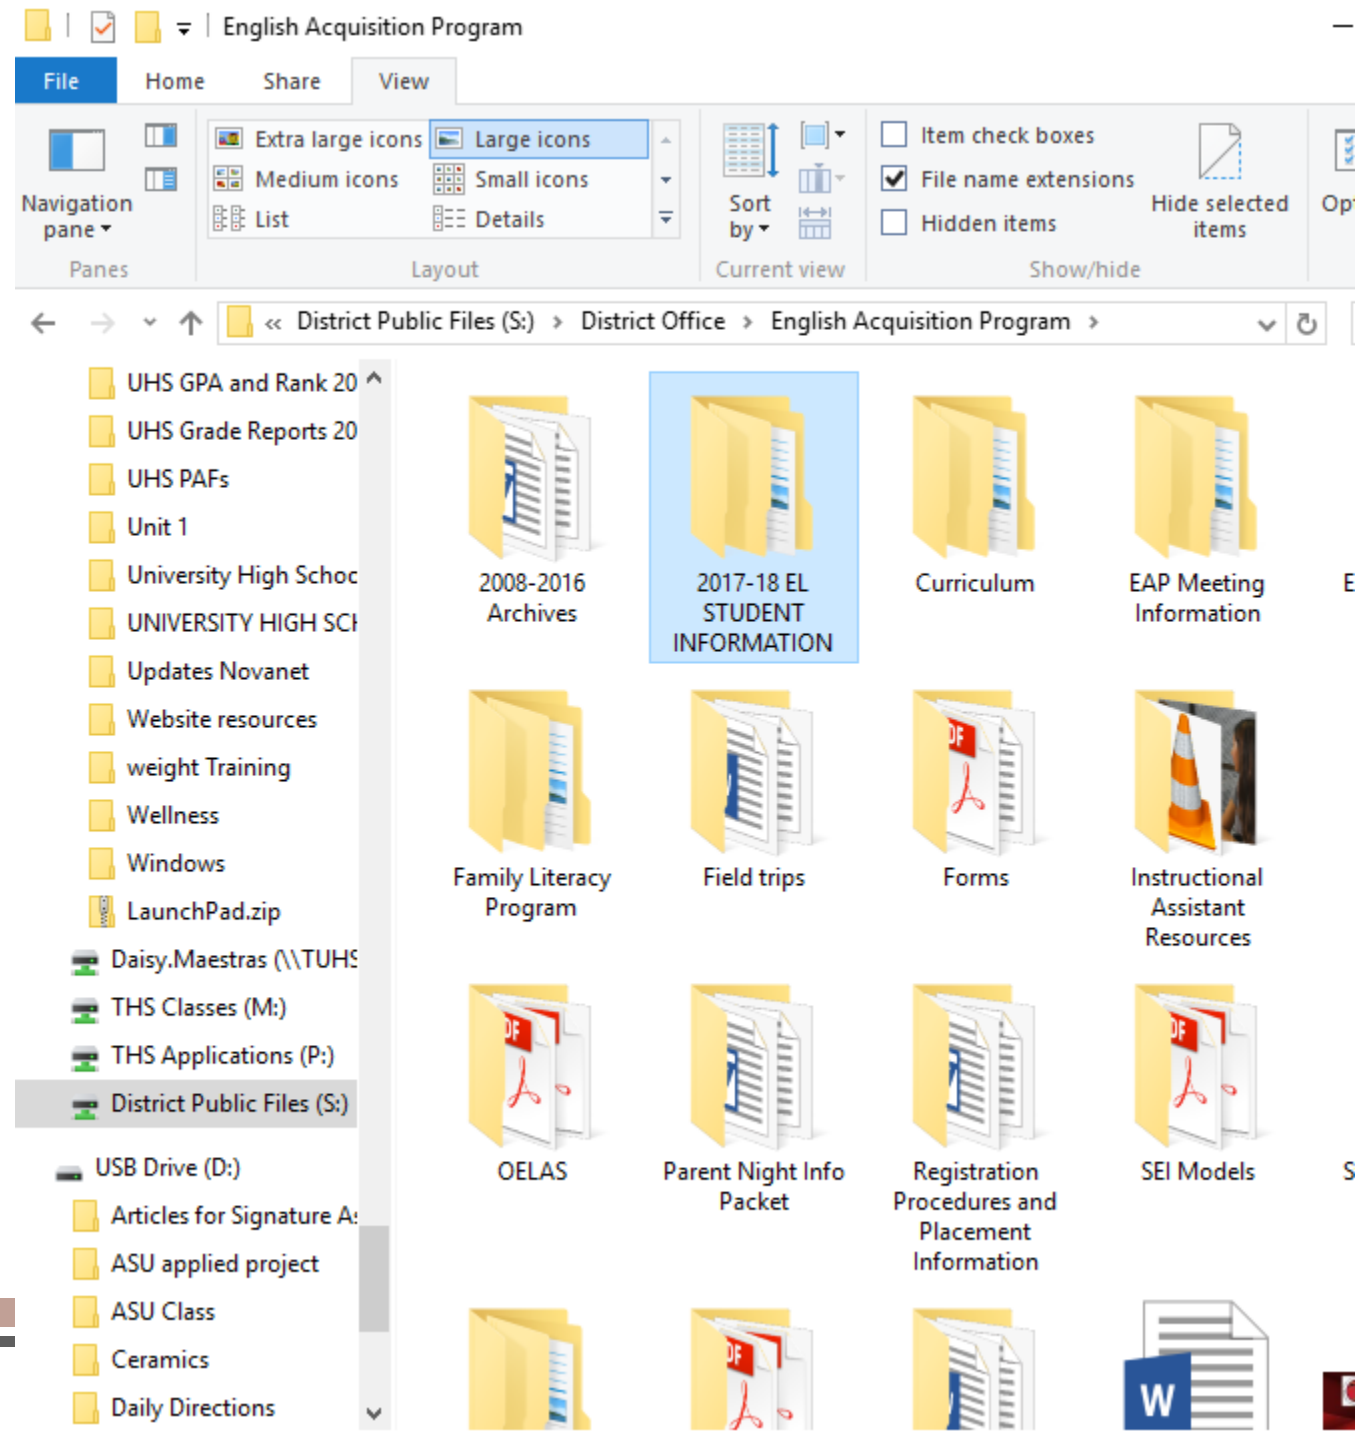 English Acquisition Program
File Home Share View
Extra large icons Large icons
Medium icons Small icons
List Details
Navigation
pane
Sort
by
Item check boxes
File name extensions
Hidden items
Hide selected
items
Panes Layout Current view Show/hide
« District Public Files (S:) > District Office > English Acquisition Program >
UHS GPA and Rank 20
UHS Grade Reports 20
UHS PAFs
Unit 1
University High Schoc
UNIVERSITY HIGH SCH
Updates Novanet
Website resources
weight Training
Wellness
Windows
LaunchPad.zip
Daisy.Maestras (\\TUHS
THS Classes (M:)
THS Applications (P:)
District Public Files (S:)
USB Drive (D:)
Articles for Signature As
ASU applied project
ASU Class
Ceramics
Daily Directions
2008-2016
Archives
2017-18 EL
STUDENT
INFORMATION
Curriculum
EAP Meeting
Information
Family Literacy
Program
Field trips
Forms
Instructional
Assistant
Resources
OELAS
Parent Night Info
Packet
Registration
Procedures and
Placement
Information
SEI Models
W